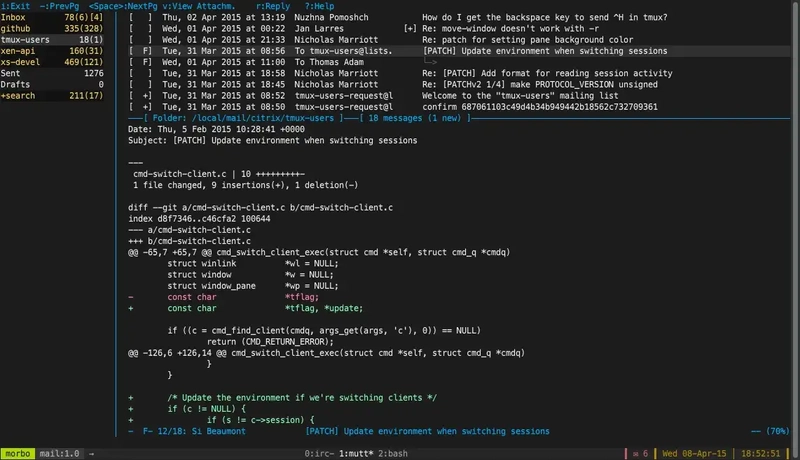 i:Exit  -:PrevPg  <Space>:NextPg v:View Attachm.    r:Reply   ?:Help
Inbox 78(6)[4]
github 335(328)
tmux-users 18(1)
xen-api 160(31)
xs-devel 469(121)
Sent 1276
Drafts 0
+search 211(17)
[   ] Thu, 02 Apr 2015 at 13:19 Nuzhna Pomoshch How do I get the backspace key to send ^H in tmux?
[   ] Wed, 01 Apr 2015 at 00:22 Jan Larres [+] Re: move-window doesn't work with -r
[   ] Wed, 01 Apr 2015 at 21:33 Nicholas Marriott Re: patch for setting pane background color
[  F] Tue, 31 Mar 2015 at 08:56 To tmux-users@lists. [PATCH] Update environment when switching sessions
[  F] Wed, 01 Apr 2015 at 11:00 To Thomas Adam └─>
[   ] Tue, 31 Mar 2015 at 18:58 Nicholas Marriott Re: [PATCH] Add format for reading session activity
[   ] Tue, 31 Mar 2015 at 18:45 Nicholas Marriott Re: [PATCHv2 1/4] make PROTOCOL_VERSION unsigned
[  +] Tue, 31 Mar 2015 at 08:52 tmux-users-request@l Welcome to the "tmux-users" mailing list
[  +] Tue, 31 Mar 2015 at 08:50 tmux-users-request@l confirm 687061103c49d4b34b949442b18562c732709361
───[ Folder: /local/mail/citrix/tmux-users ]───[ 18 messages (1 new) ]───
Date: Thu, 5 Feb 2015 10:28:41 +0000
Subject: [PATCH] Update environment when switching sessions
---
 cmd-switch-client.c | 10 +++++++++-
 1 file changed, 9 insertions(+), 1 deletion(-)
diff --git a/cmd-switch-client.c b/cmd-switch-client.c
index d8f7346..c46cfa2 100644
--- a/cmd-switch-client.c
+++ b/cmd-switch-client.c
@@ -65,7 +65,7 @@ cmd_switch_client_exec(struct cmd *self, struct cmd_q *cmdq)
        struct winlink         *wl = NULL;
        struct window          *w = NULL;
        struct window_pane     *wp = NULL;
-       const char             *tflag;
+       const char             *tflag, *update;
        if ((c = cmd_find_client(cmdq, args_get(args, 'c'), 0)) == NULL)
                return (CMD_RETURN_ERROR);
@@ -126,6 +126,14 @@ cmd_switch_client_exec(struct cmd *self, struct cmd_q *cmdq)
                }
        }
+       /* Update the environment if we're switching clients */
+       if (c != NULL) {
+               if (s != c->session) {
─  F─ 12/18: Si Beaumont [PATCH] Update environment when switching sessions ── (70%)
morbo mail:1.0 → 0:irc- 1:mutt* 2:bash ✉ 6 Wed 08-Apr-15 18:52:51